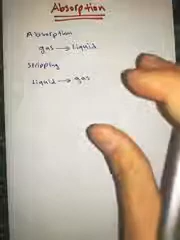 Absorption
Absorption
gas → liquid
Stripping
Liquid → gas